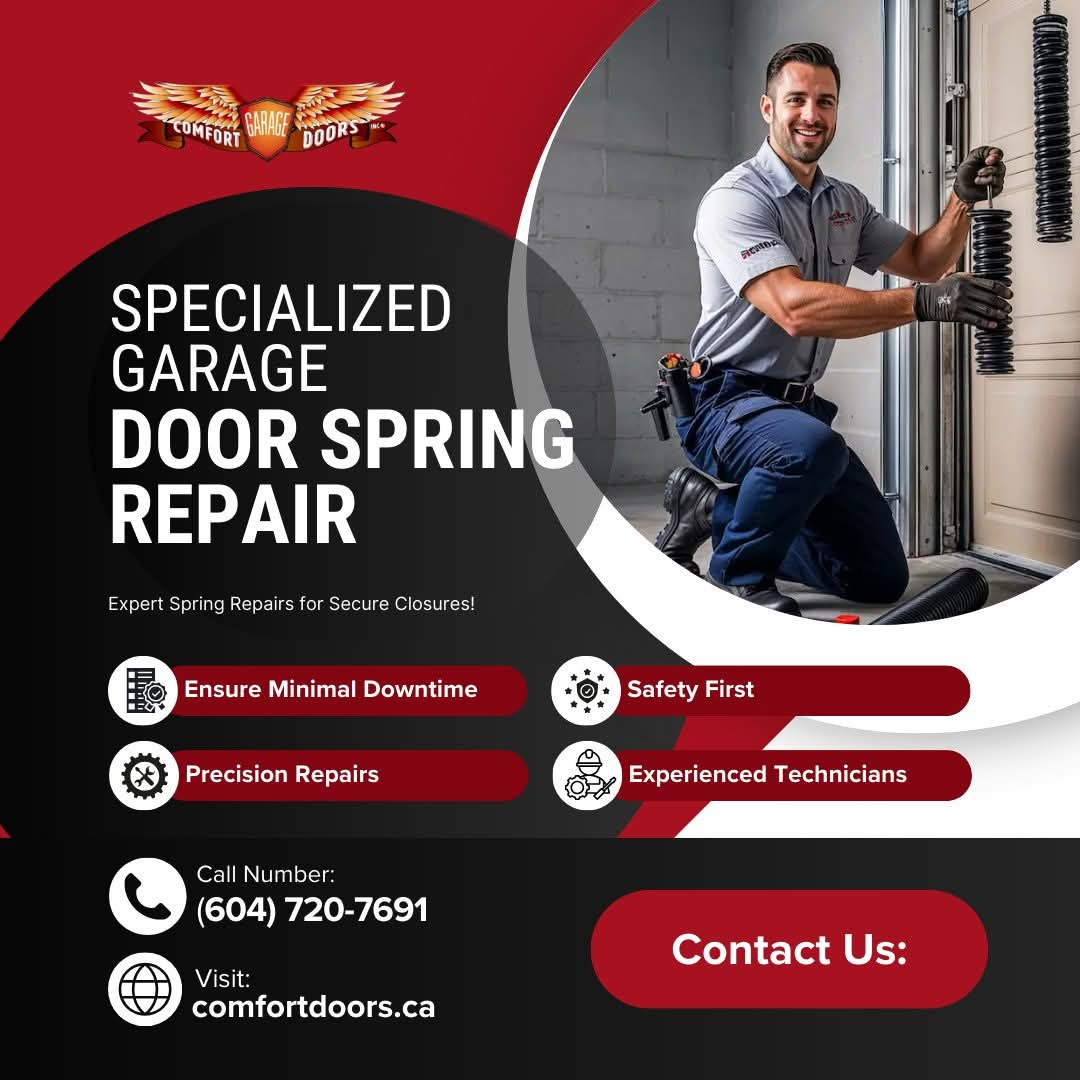 COMFORT GARAGE DOORS INC
SPECIALIZED
GARAGE
DOOR SPRING
REPAIR
Expert Spring Repairs for Secure Closures!
Ensure Minimal Downtime
Safety First
Precision Repairs
Experienced Technicians
Call Number:
(604) 720-7691
Visit:
comfortdoors.ca
Contact Us: